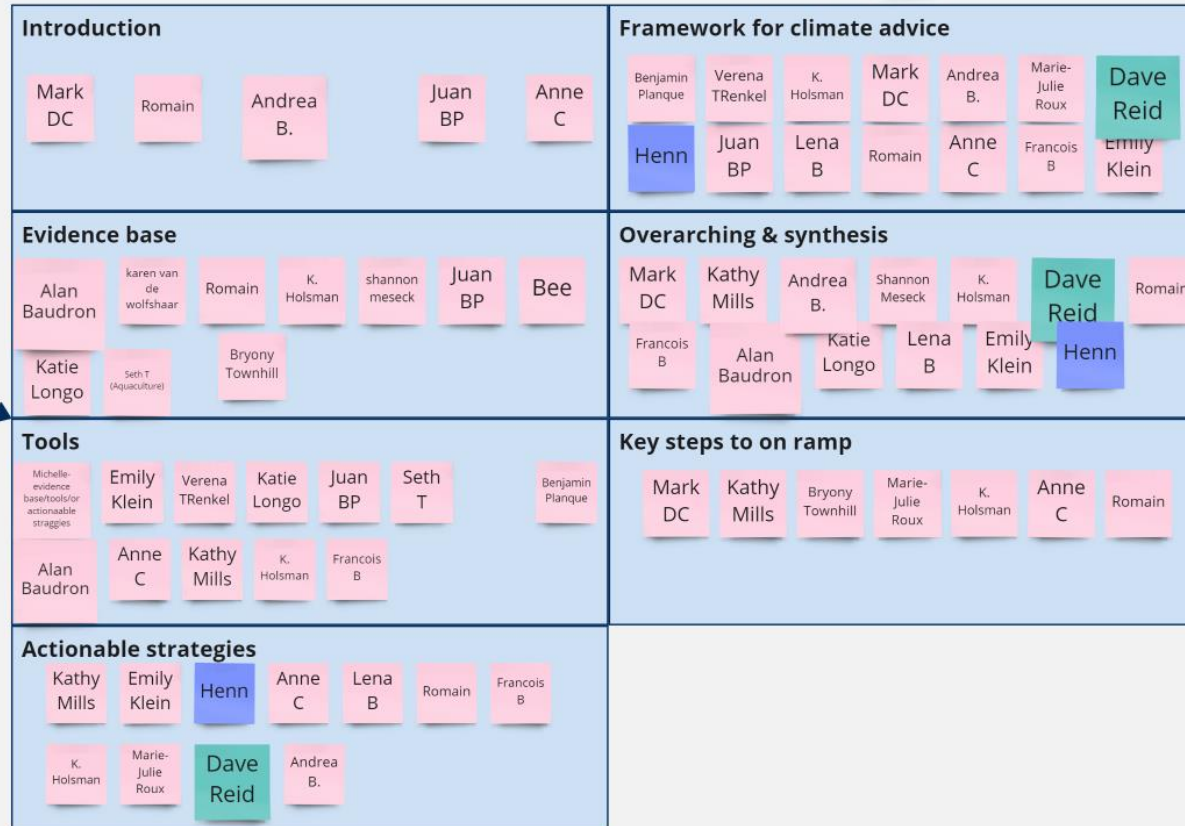 Introduction
Mark
DC
Romain
Andrea
B.
Juan
BP
Anne
C
Framework for climate advice
Benjamin
Planque
Verena
TRenkel
K.
Holsman
Mark
DC
Andrea
B.
Marie-
Julie
Roux
Dave
Reid
Henn
Juan
BP
Lena
B
Romain
Anne
C
Francois
B
Emily
Klein
Evidence base
Alan
Baudron
karen van
de
wolfshaar
Romain
K.
Holsman
shannon
meseck
Juan
BP
Bee
Katie
Longo
Seth T
(Aquaculture)
Bryony
Townhill
Overarching & synthesis
Mark
DC
Kathy
Mills
Andrea
B.
Shannon
Meseck
K.
Holsman
Dave
Reid
Romain
Francois
B
Alan
Baudron
Katie
Longo
Lena
B
Emily
Klein
Henn
Tools
Michelle-
evidence
base/tools/or
actionaable
straggies
Emily
Klein
Verena
TRenkel
Katie
Longo
Juan
BP
Seth
T
Benjamin
Planque
Alan
Baudron
Anne
C
Kathy
Mills
K.
Holsman
Francois
B
Key steps to on ramp
Mark
DC
Kathy
Mills
Bryony
Townhill
Marie-
Julie
Roux
K.
Holsman
Anne
C
Romain
Actionable strategies
Kathy
Mills
Emily
Klein
Henn
Anne
C
Lena
B
Romain
Francois
B
K.
Holsman
Marie-
Julie
Roux
Dave
Reid
Andrea
B.